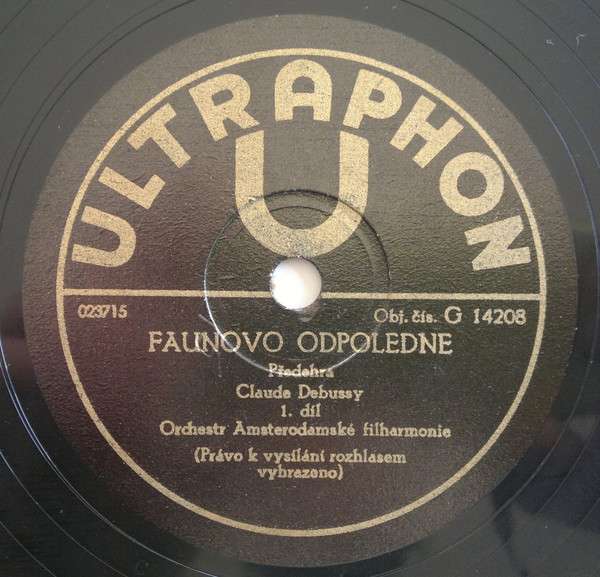 ULTRAPHON
U
023715 Obj. čís. G 14208
FAUNOVO ODPOLEDNE
Předehra
Claude Debussy
1. díl
Orchestr Amsterodamské filharmonie
(Právo k vysílání rozhlasem
vyhrazeno)